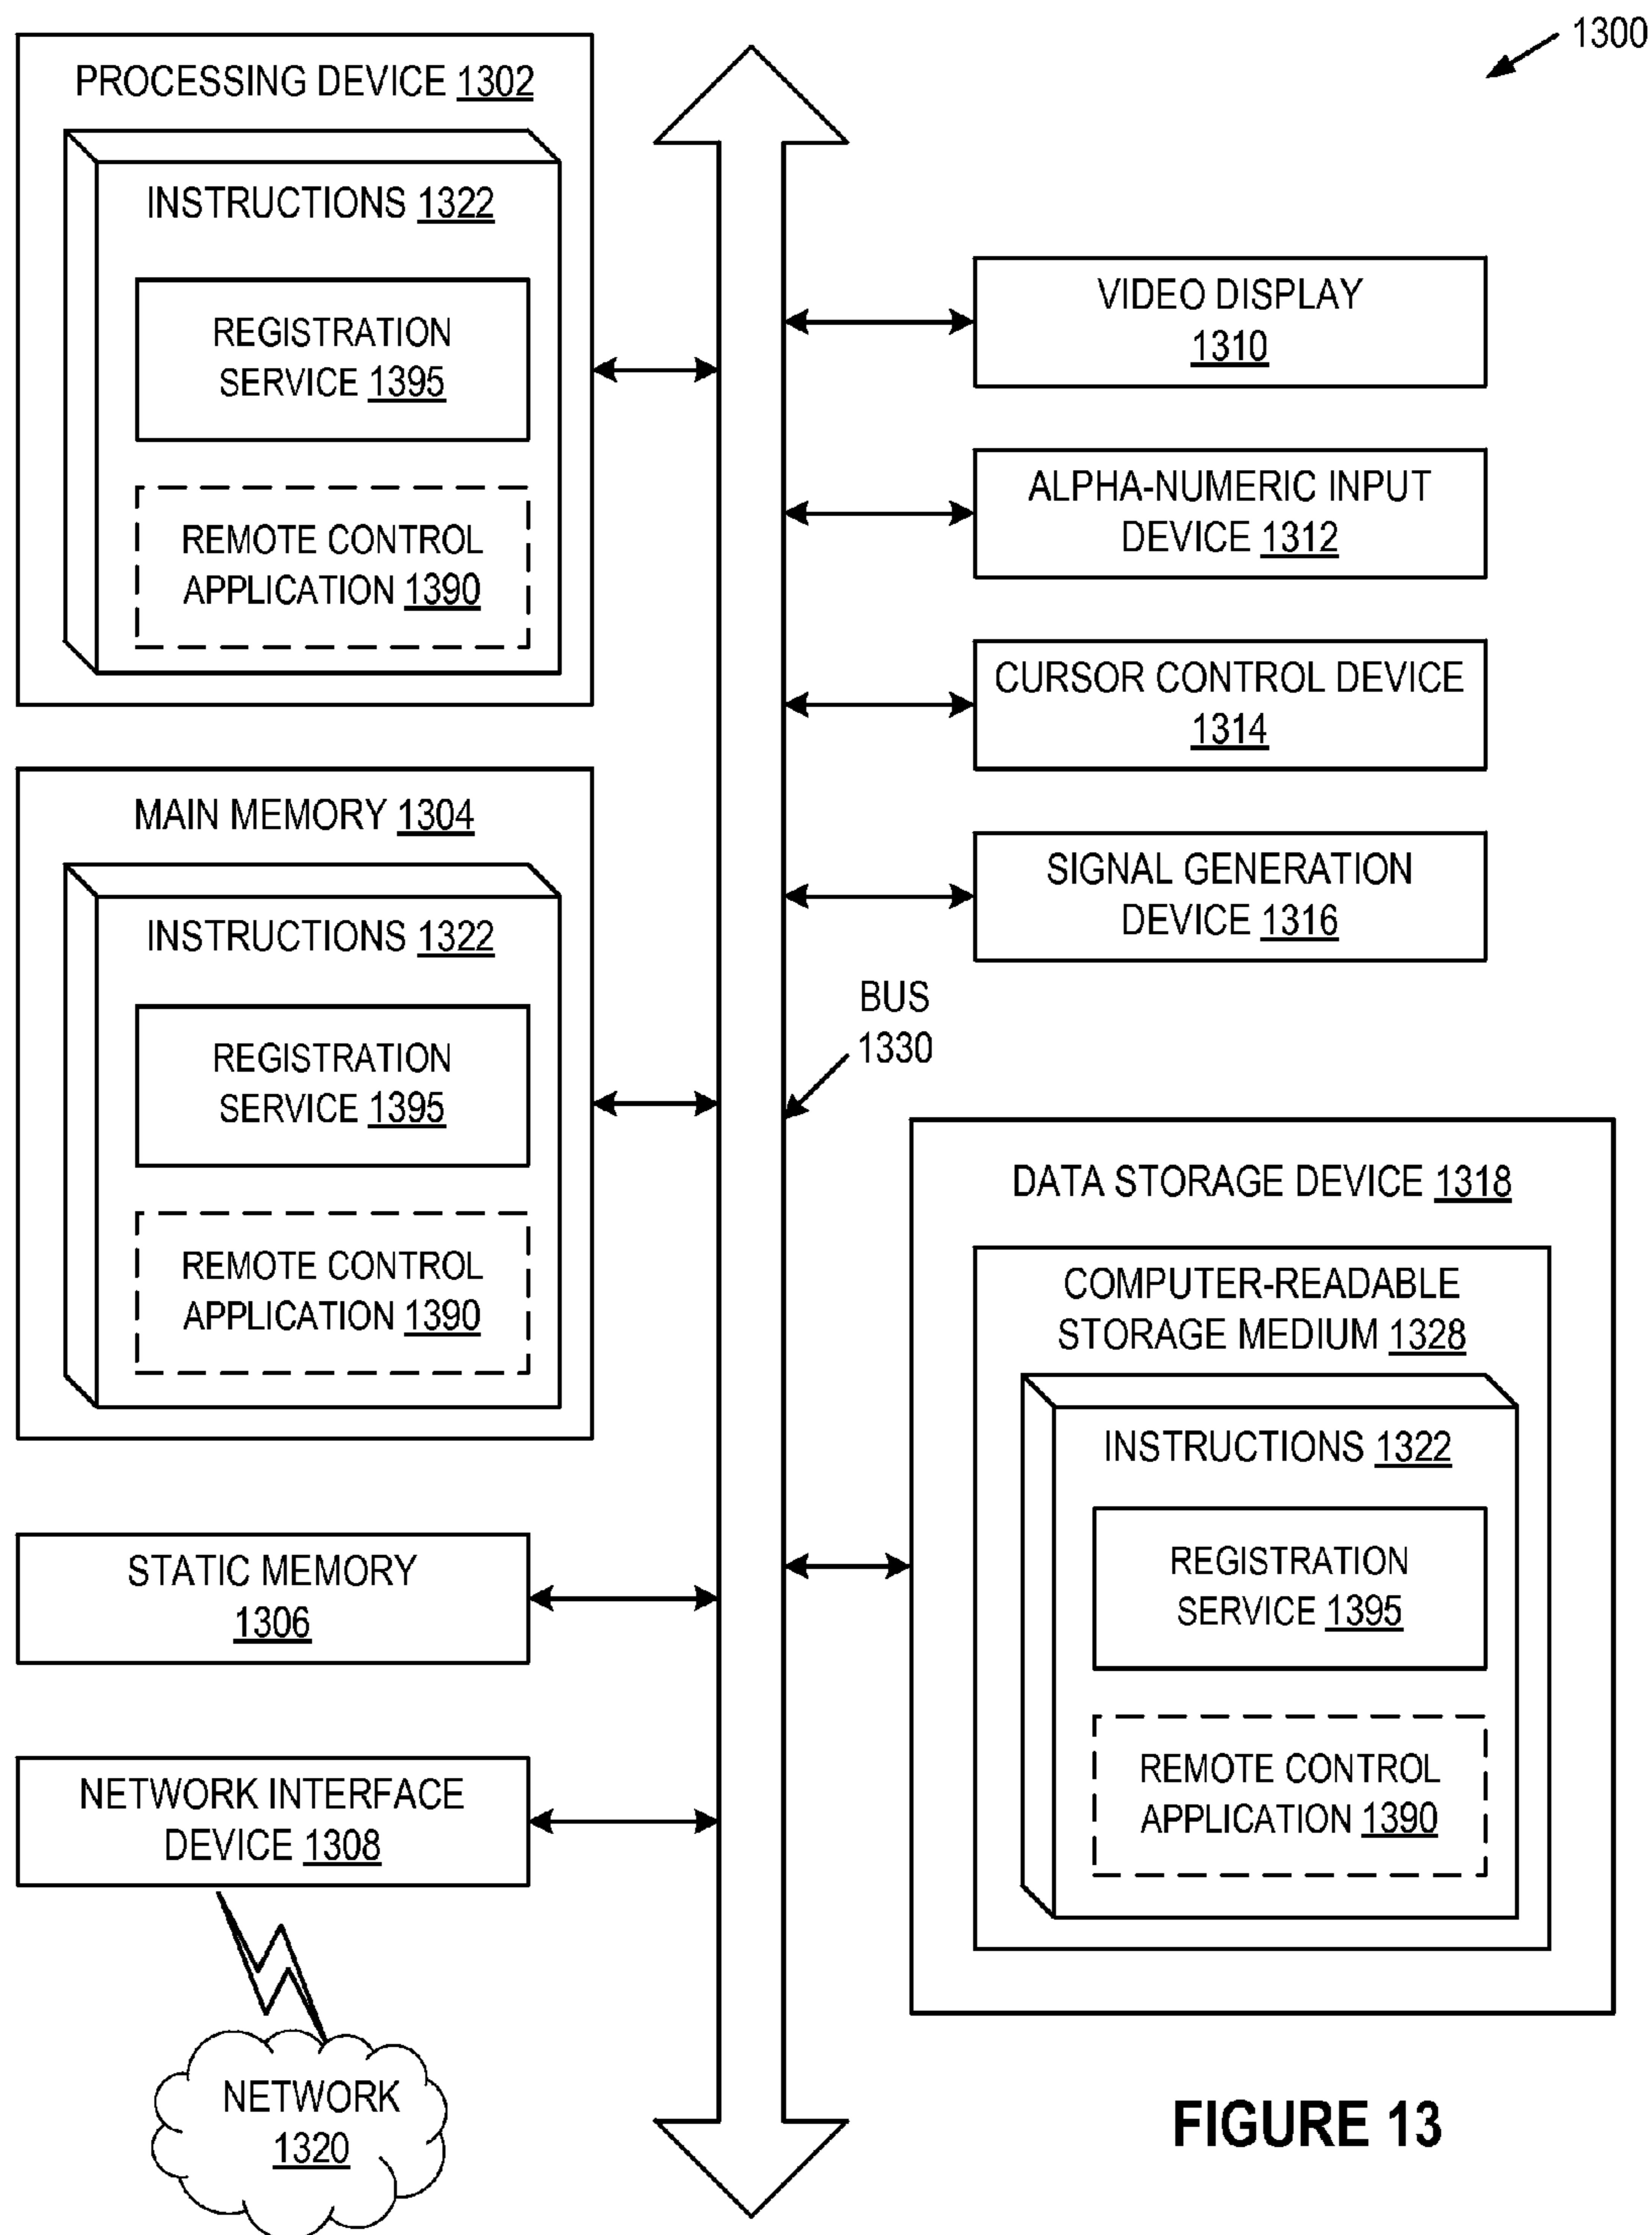 1300
PROCESSING DEVICE 1302
INSTRUCTIONS 1322
REGISTRATION
SERVICE 1395
REMOTE CONTROL
APPLICATION 1390
MAIN MEMORY 1304
INSTRUCTIONS 1322
REGISTRATION
SERVICE 1395
REMOTE CONTROL
APPLICATION 1390
STATIC MEMORY
1306
NETWORK INTERFACE
DEVICE 1308
NETWORK
1320
VIDEO DISPLAY
1310
ALPHA-NUMERIC INPUT
DEVICE 1312
CURSOR CONTROL DEVICE
1314
SIGNAL GENERATION
DEVICE 1316
BUS
1330
DATA STORAGE DEVICE 1318
COMPUTER-READABLE
STORAGE MEDIUM 1328
INSTRUCTIONS 1322
REGISTRATION
SERVICE 1395
REMOTE CONTROL
APPLICATION 1390
FIGURE 13